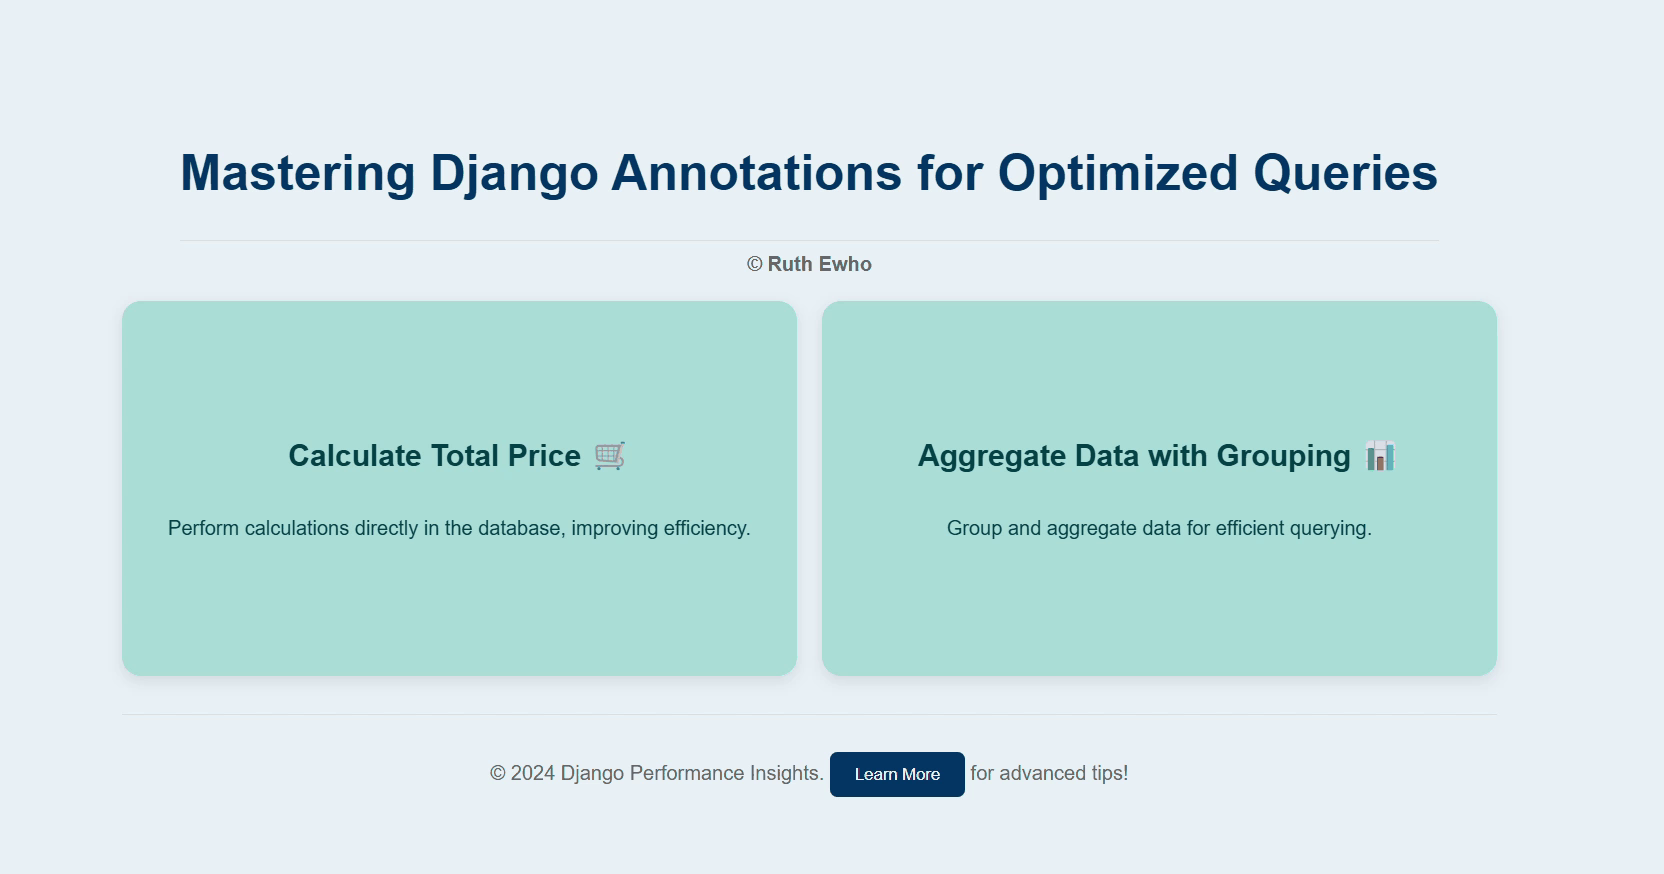 Mastering Django Annotations for Optimized Queries
© Ruth Ewho
Calculate Total Price 🛒
Perform calculations directly in the database, improving efficiency.
Aggregate Data with Grouping 📊
Group and aggregate data for efficient querying.
© 2024 Django Performance Insights. Learn More for advanced tips!